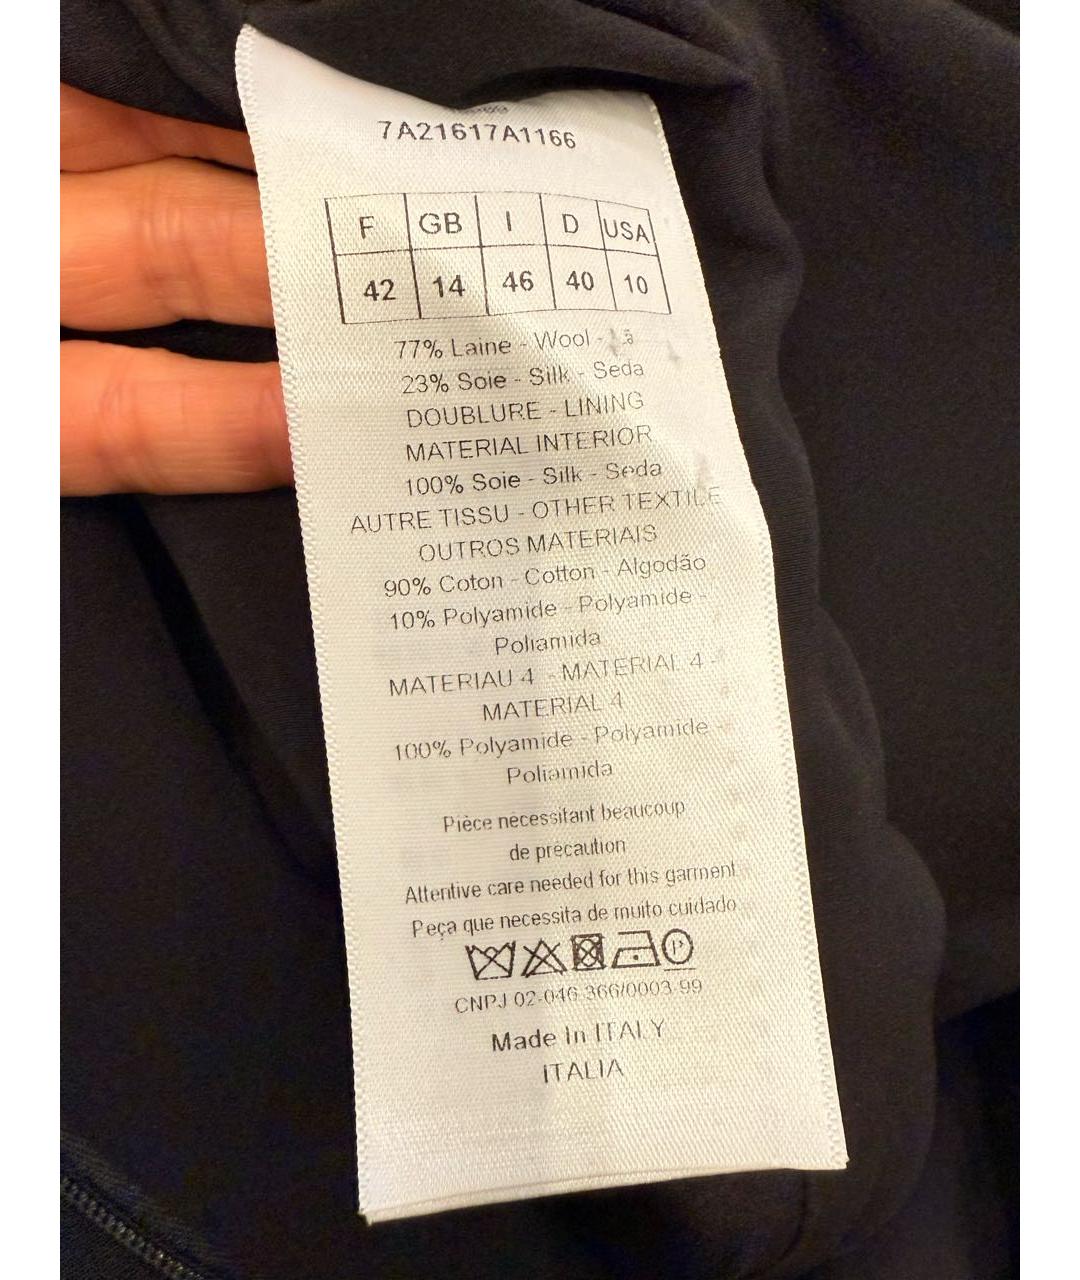 7A21617A1166
F GB I D USA
42 14 46 40 10
77% Laine - Wool -
23% Soie - Silk - Seda
DOUBLURE - LINING
MATERIAL INTERIOR
100% Soie - Silk - Seda
AUTRE TISSU - OTHER TEXTILE
OUTROS MATERIAIS
90% Coton - Cotton - Algodão
10% Polyamide - Polyamide -
Poliamida
MATERIAU 4 - MATERIAL 4 -
MATERIAL 4
100% Polyamide - Polyamide -
Poliamida
Pièce nécessitant beaucoup
de précaution
Attentive care needed for this garment
Peça que necessita de muito cuidado
P
CNPJ 02-046 366/0003 99
Made In ITALY
ITALIA